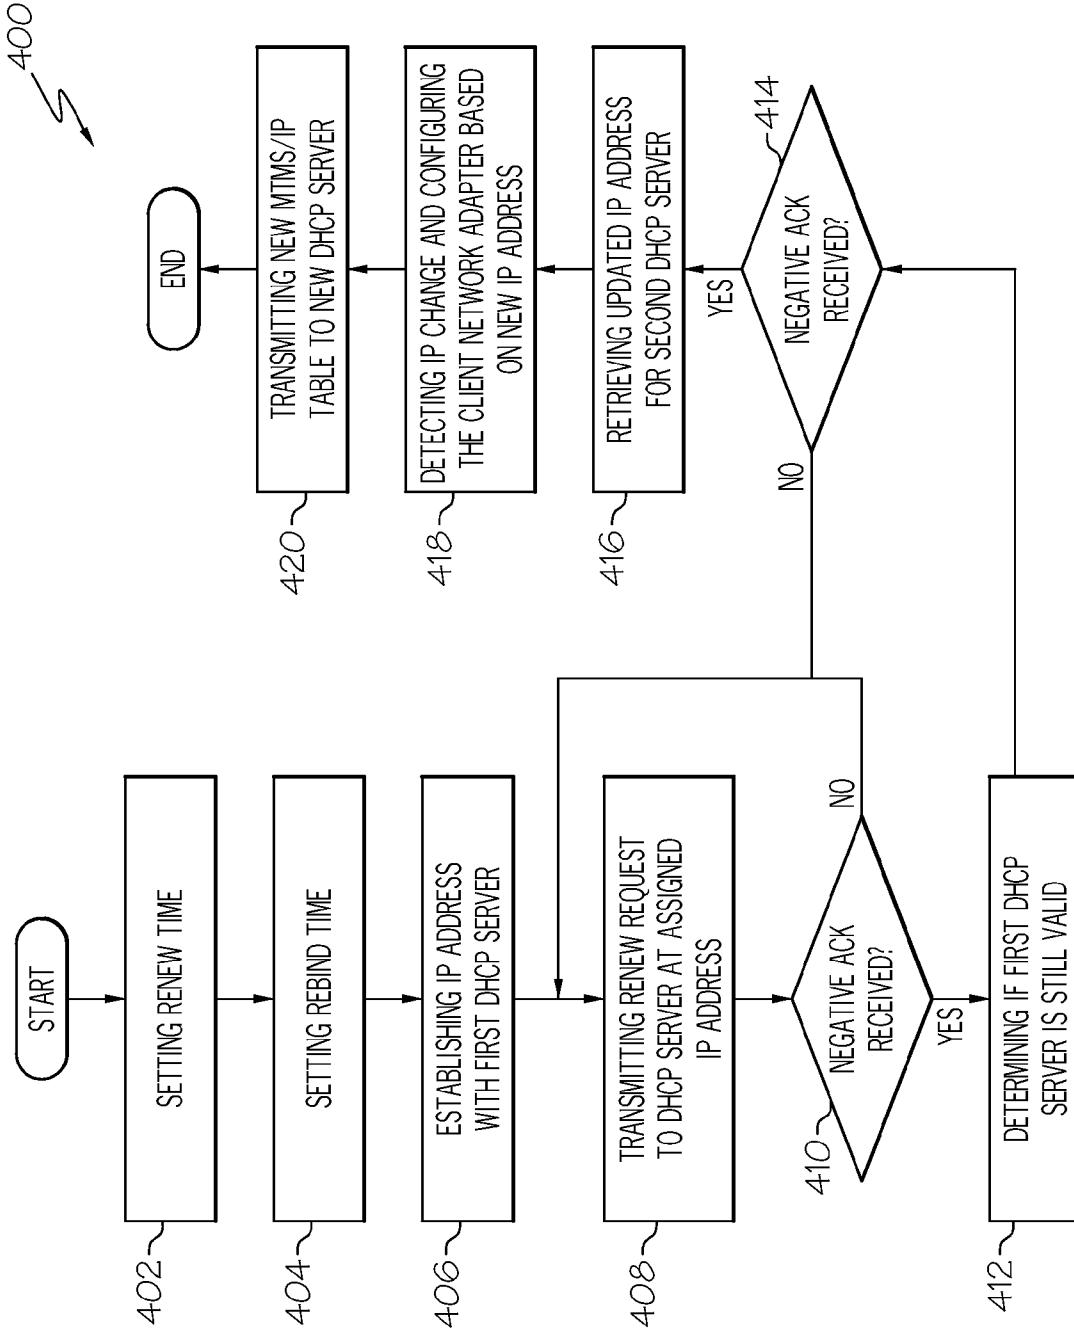 400
START
402
SETTING RENEW TIME
404
SETTING REBIND TIME
406
ESTABLISHING IP ADDRESS
WITH FIRST DHCP SERVER
408
TRANSMITTING RENEW REQUEST
TO DHCP SERVER AT ASSIGNED
IP ADDRESS
410
NEGATIVE ACK
RECEIVED?
NO
YES
412
DETERMINING IF FIRST DHCP
SERVER IS STILL VALID
414
NEGATIVE ACK
RECEIVED?
NO
YES
416
RETRIEVING UPDATED IP ADDRESS
FOR SECOND DHCP SERVER
418
DETECTING IP CHANGE AND CONFIGURING
THE CLIENT NETWORK ADAPTER BASED
ON NEW IP ADDRESS
420
TRANSMITTING NEW MTMS/IP
TABLE TO NEW DHCP SERVER
END